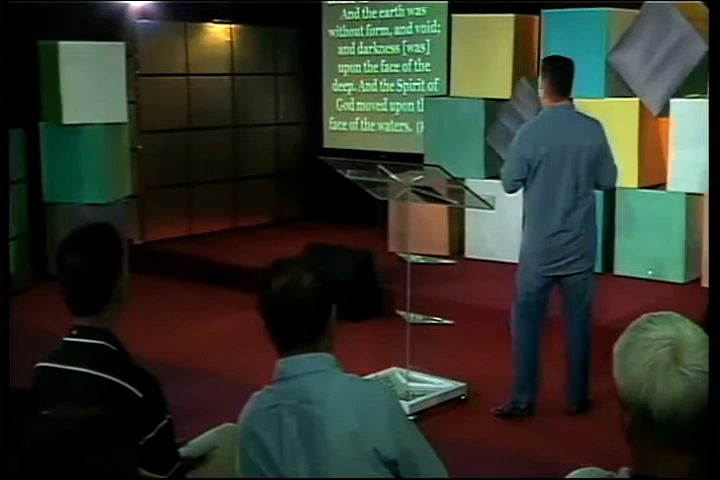 And the earth was
without form, and void;
and darkness [was]
upon the face of the
deep. And the Spirit of
God moved upon
face of the waters.